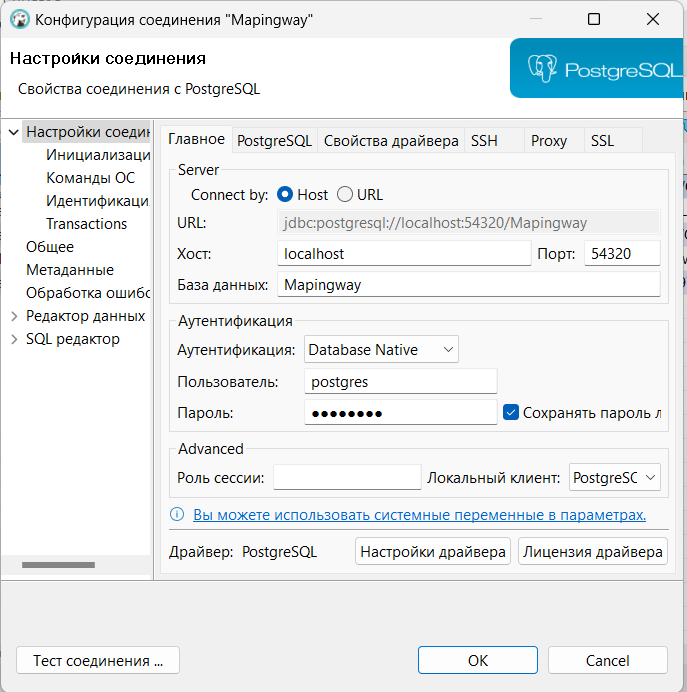 Конфигурация соединения "Mapingway"
Настройки соединения
Свойства соединения с PostgreSQL
PostgreSQL
Настройки соедин
Инициализаци
Команды ОС
Идентификаци
Transactions
Общее
Метаданные
Обработка ошибо
Редактор данных
SQL редактор
Главное PostgreSQL Свойства драйвера SSH Proxy SSL
Server
Connect by: Host URL
URL: jdbc:postgresql://localhost:54320/Mapingway
Хост: localhost Порт: 54320
База данных: Mapingway
Аутентификация
Аутентификация: Database Native
Пользователь: postgres
Пароль: ●●●●●●●● Сохранять пароль л
Advanced
Роль сессии: Локальный клиент: PostgreSC
Вы можете использовать системные переменные в параметрах.
Драйвер: PostgreSQL Настройки драйвера Лицензия драйвера
Тест соединения ... OK Cancel